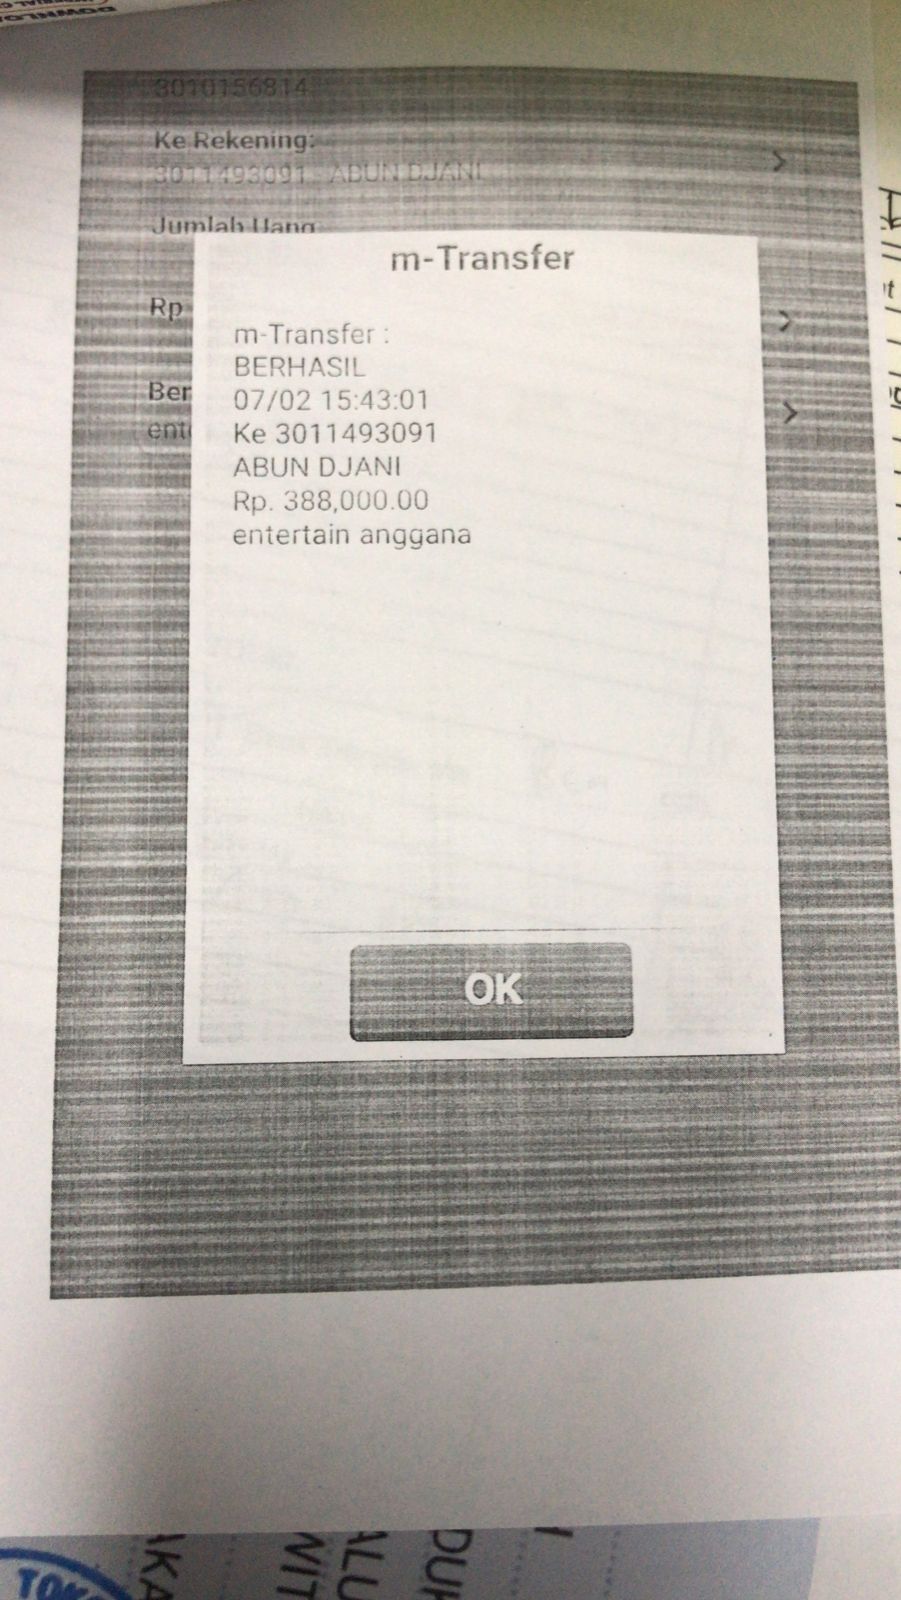 3010156814
Ke Rekening:
3011493091 ABUN DJANI
Jumlah Uang
Rp
Ber
ent
m-Transfer
m-Transfer :
BERHASIL
07/02 15:43:01
Ke 3011493091
ABUN DJANI
Rp. 388,000.00
entertain anggana
OK
TOK